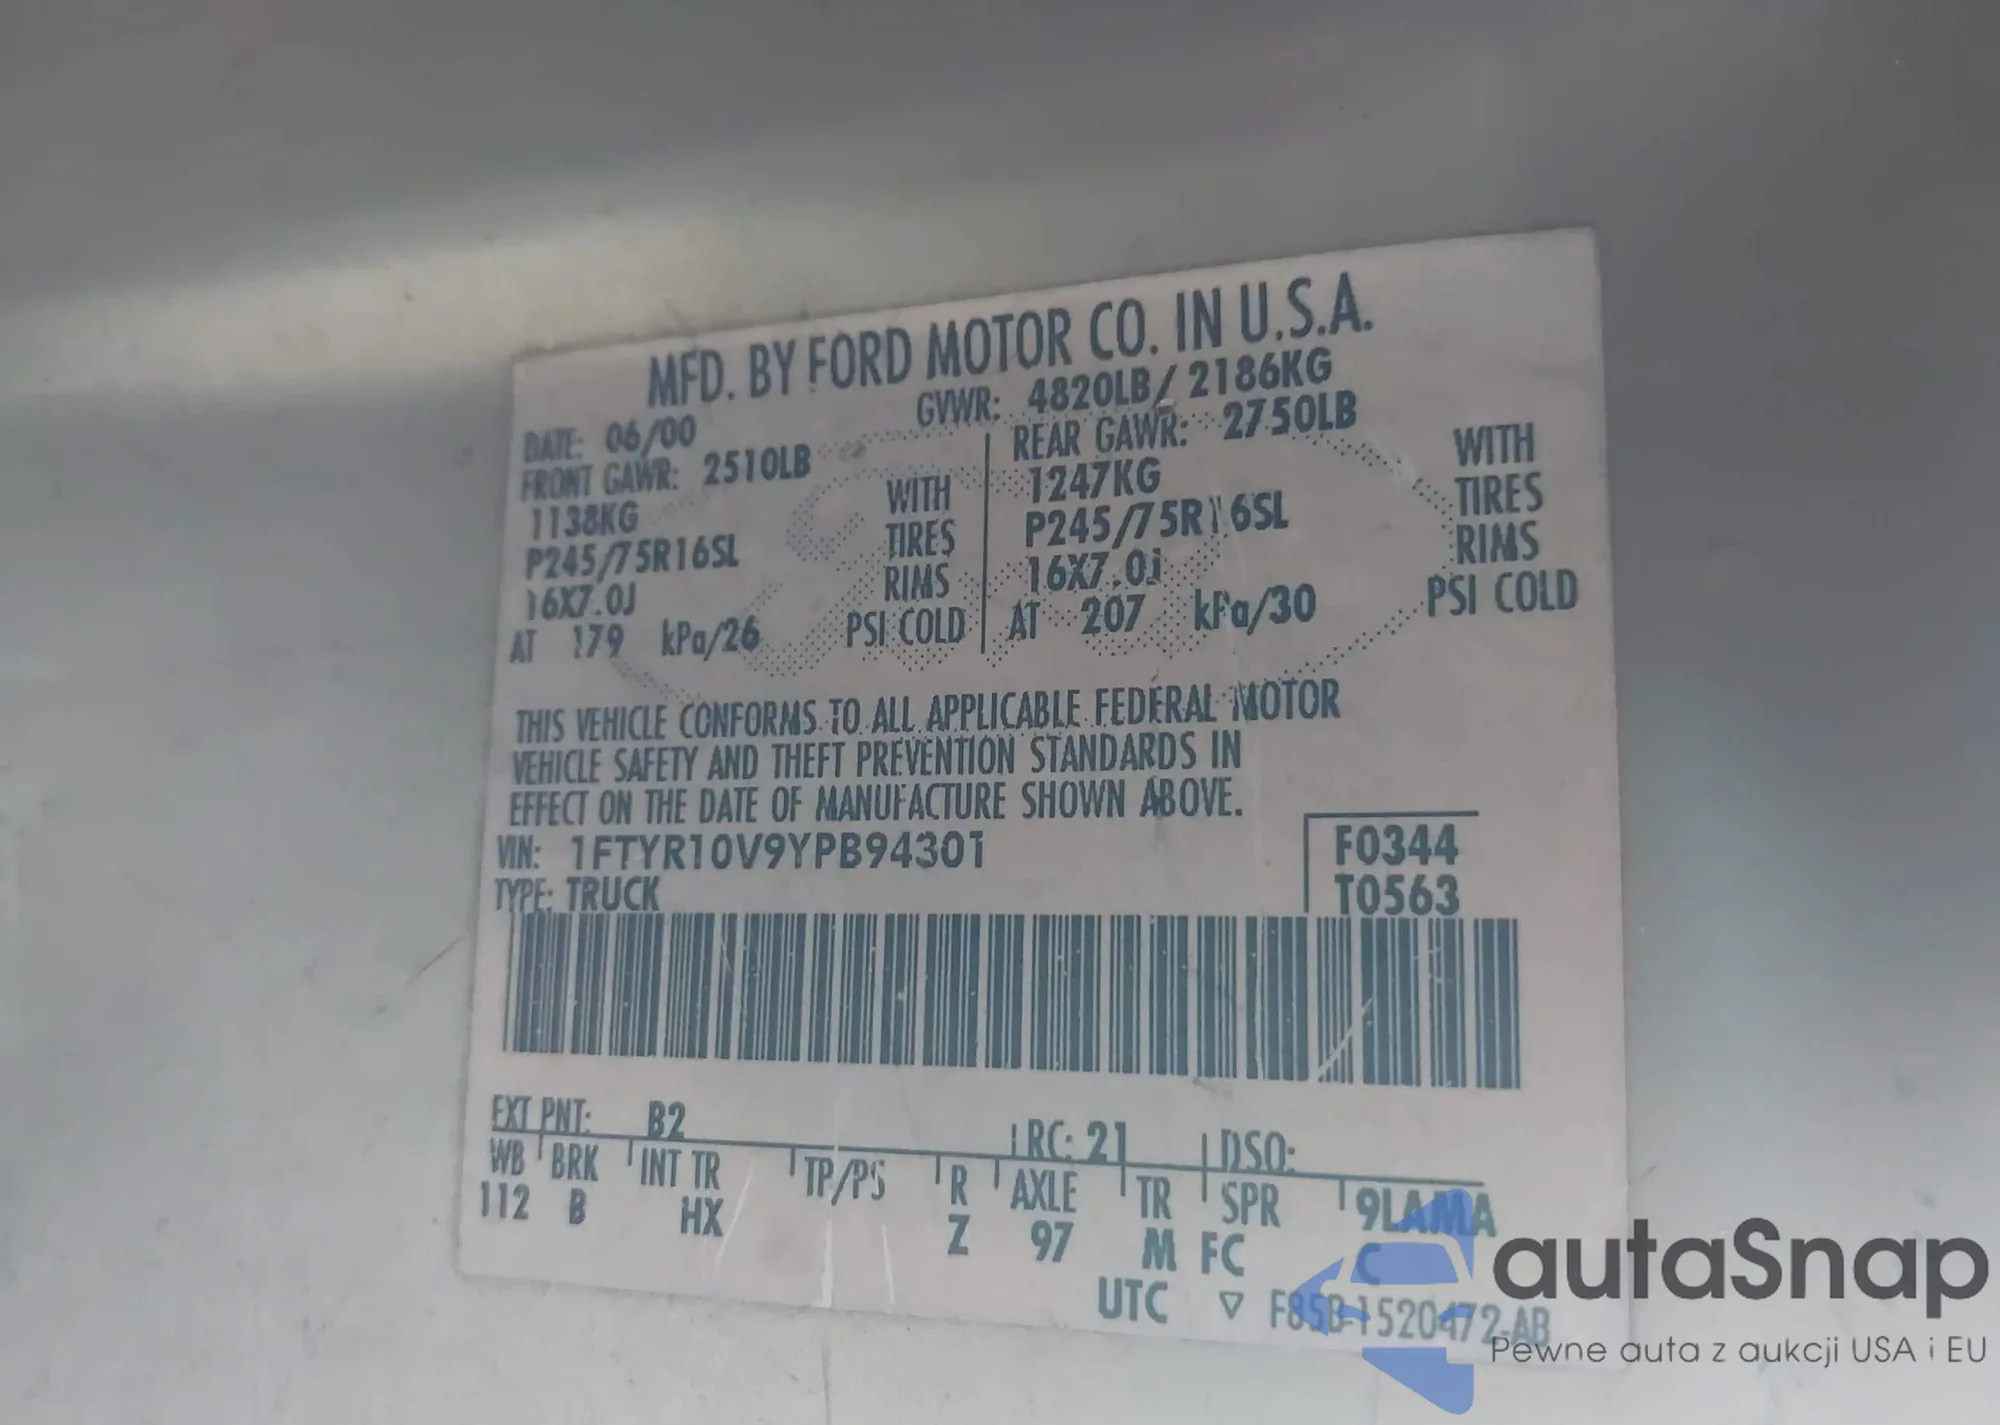 MFD. BY FORD MOTOR CO. IN U.S.A.
DATE: 06/00 GVWR: 4820LB/ 2186KG
FRONT GAWR: 2510LB REAR GAWR: 2750LB
1138KG WITH 1247KG WITH
P245/75R16SL TIRES P245/75R16SL TIRES
16X7.0J RIMS 16X7.0J RIMS
AT 179 kPa/26 PSI COLD AT 207 kPa/30 PSI COLD
THIS VEHICLE CONFORMS TO ALL APPLICABLE FEDERAL MOTOR
VEHICLE SAFETY AND THEFT PREVENTION STANDARDS IN
EFFECT ON THE DATE OF MANUFACTURE SHOWN ABOVE.
VIN: 1FTYR10V9YPB94301 F0344
TYPE: TRUCK T0563
EXT PNT: B2 RC: 21 DSO:
WB BRK INT TR TP/PS R AXLE TR SPR 9LAMA
112 B HX Z 97 M FC C
UTC ▽ F85B-1520472-AB
autaSnap
Pewne auta z aukcji USA i EU